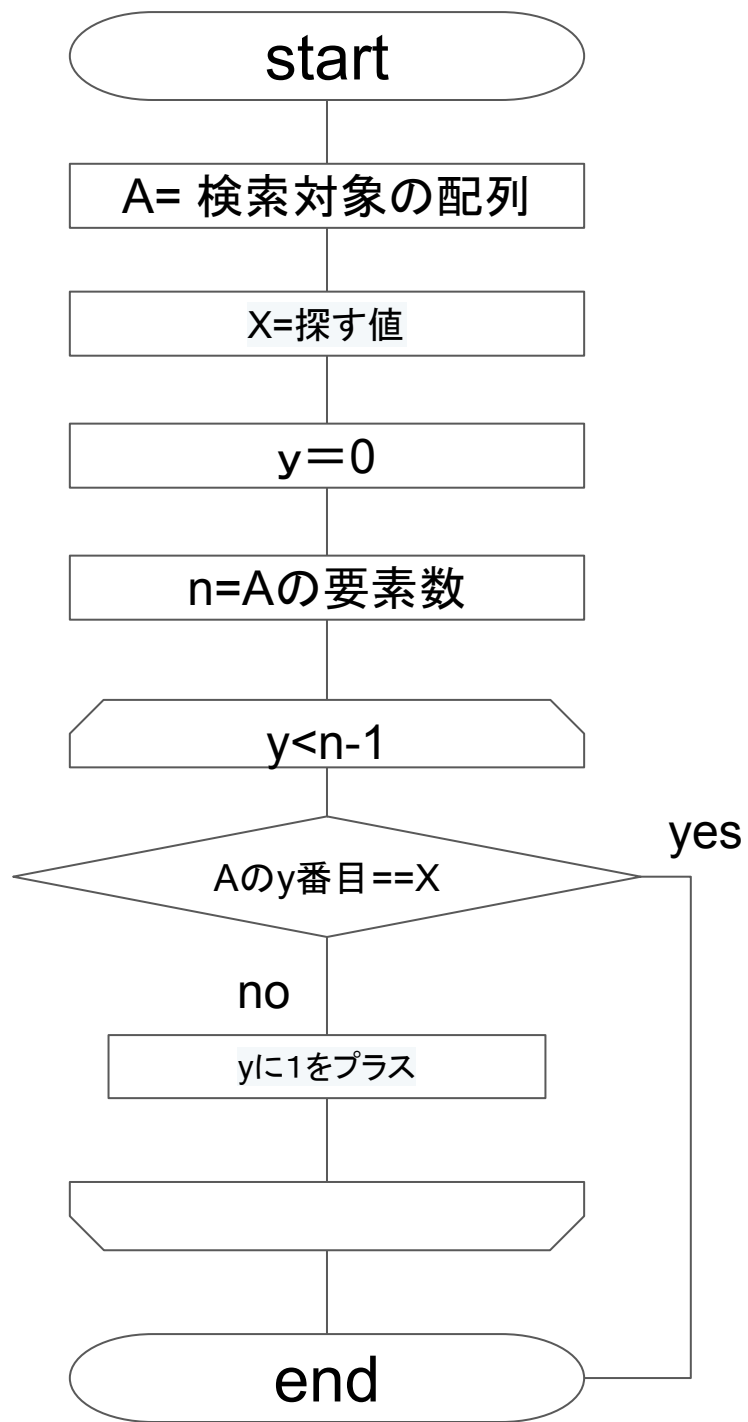 start
A= 検索対象の配列
X=探す値
ｙ＝0
n=Aの要素数
y<n-1
yes
Aのy番目==X
no
yに１をプラス
end